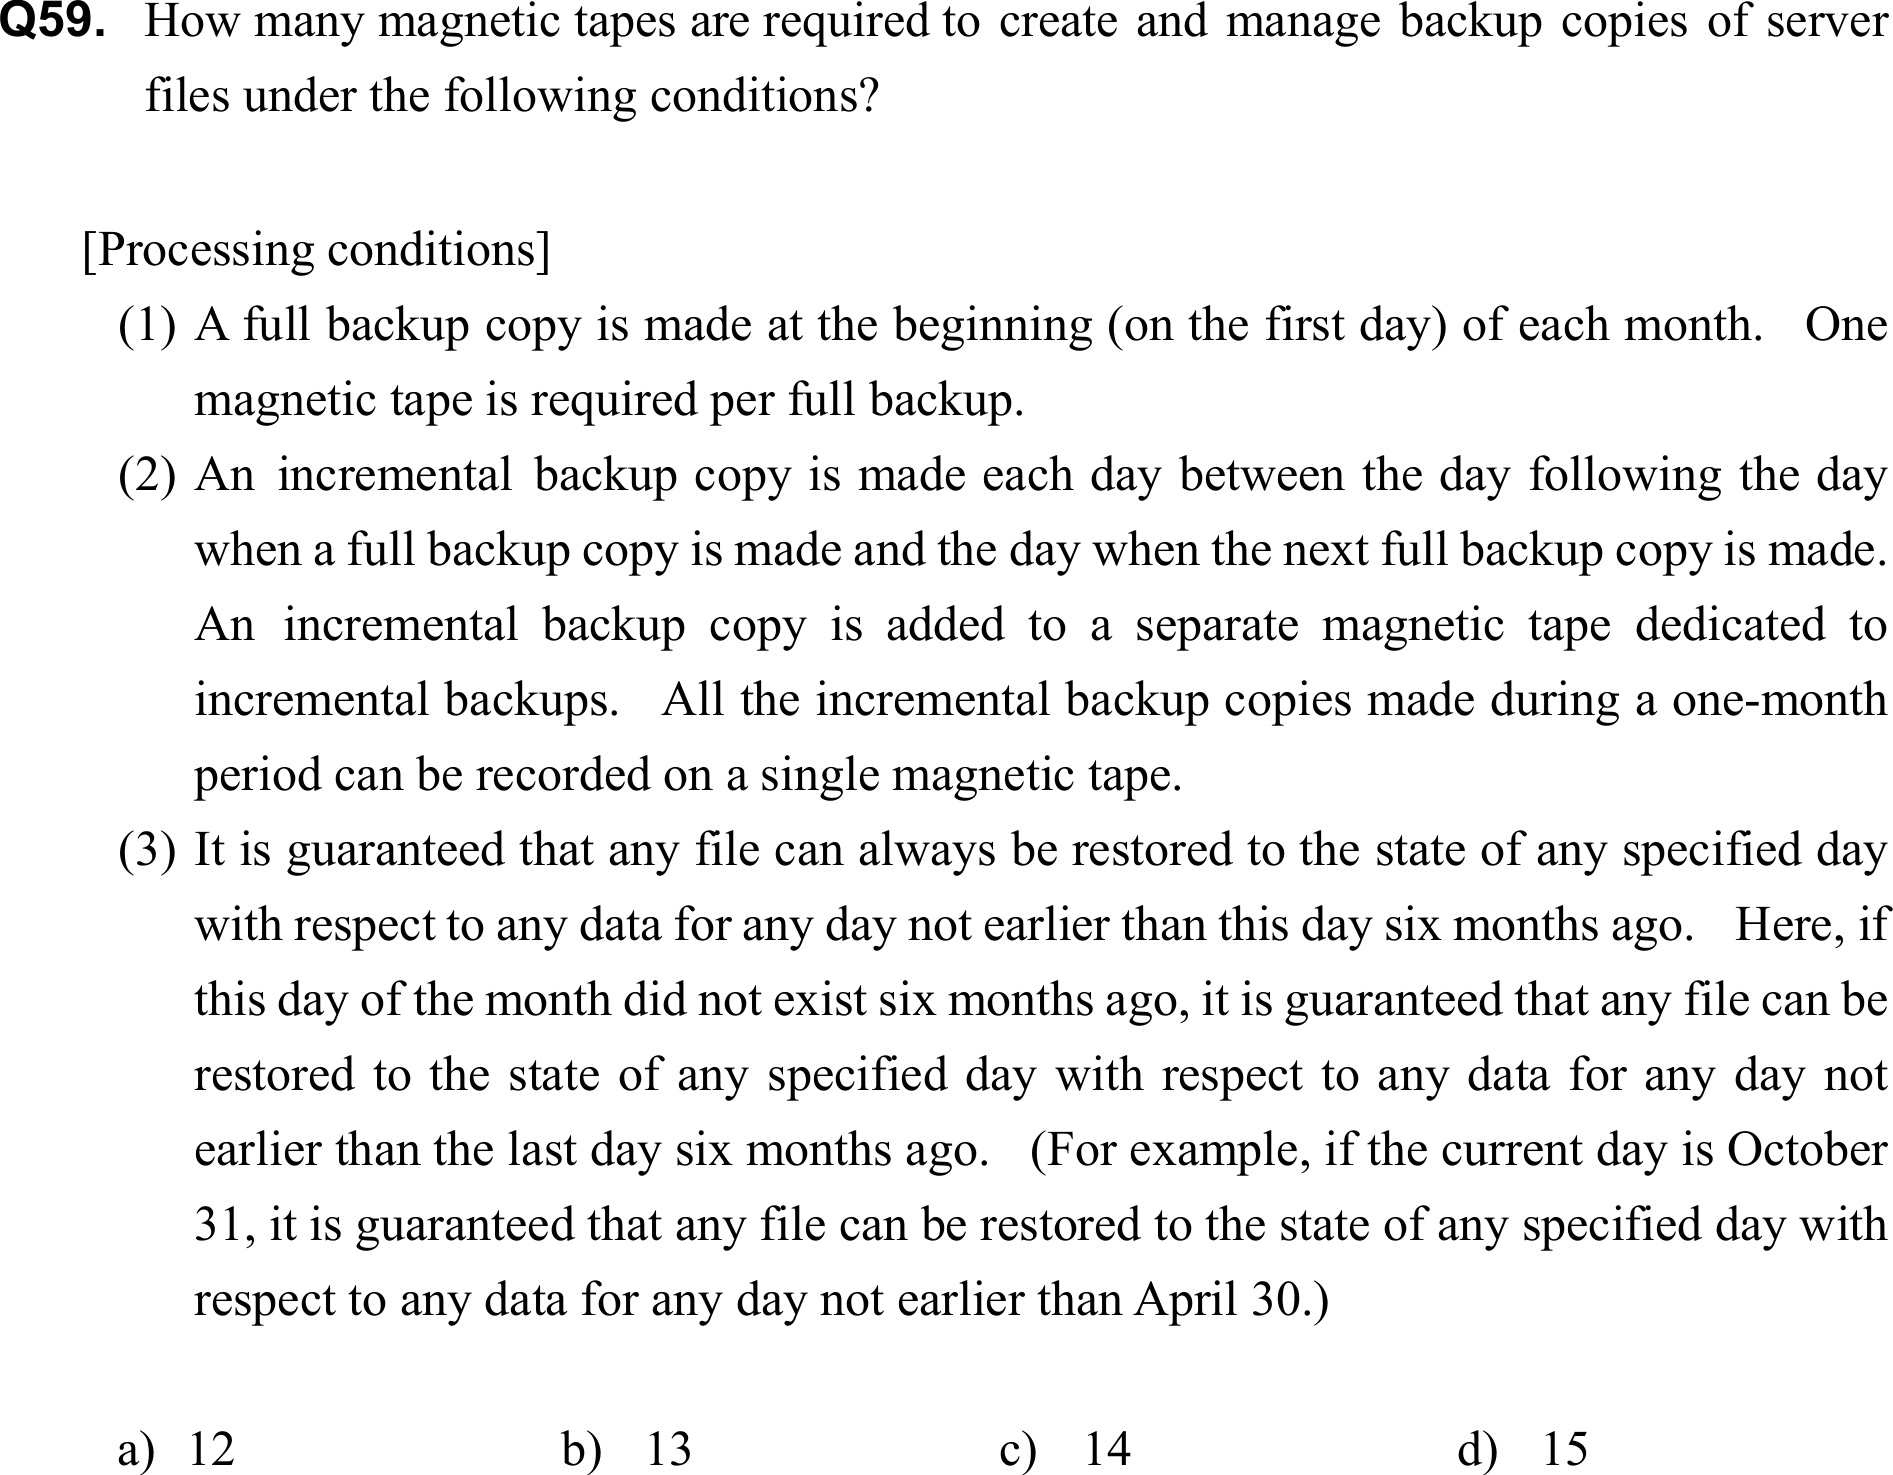 Q59. How many magnetic tapes are required to create and manage backup copies of server
files under the following conditions?
[Processing conditions]
(1) A full backup copy is made at the beginning (on the first day) of each month. One
magnetic tape is required per full backup.
(2) An incremental backup copy is made each day between the day following the day
when a full backup copy is made and the day when the next full backup copy is made.
An incremental backup copy is added to a separate magnetic tape dedicated to
incremental backups. All the incremental backup copies made during a one-month
period can be recorded on a single magnetic tape.
(3) It is guaranteed that any file can always be restored to the state of any specified day
with respect to any data for any day not earlier than this day six months ago. Here, if
this day of the month did not exist six months ago, it is guaranteed that any file can be
restored to the state of any specified day with respect to any data for any day not
earlier than the last day six months ago. (For example, if the current day is October
31, it is guaranteed that any file can be restored to the state of any specified day with
respect to any data for any day not earlier than April 30.)
a) 12 b) 13 c) 14 d) 15